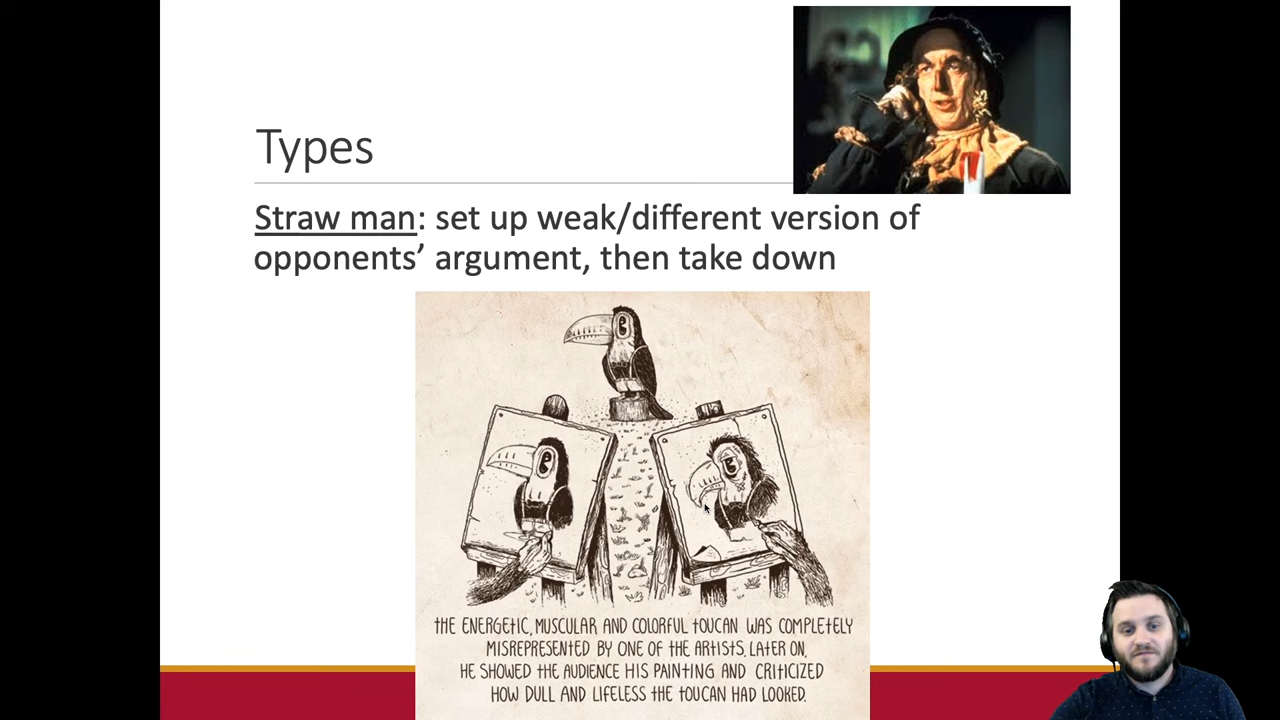 Types
Straw man: set up weak/different version of
opponents’ argument, then take down
THE ENERGETIC, MUSCULAR AND COLORFUL TOUCAN WAS COMPLETELY
MISREPRESENTED BY ONE OF THE ARTISTS. LATER ON,
HE SHOWED THE AUDIENCE HIS PAINTING AND CRITICIZED
HOW DULL AND LIFELESS THE TOUCAN HAD LOOKED.